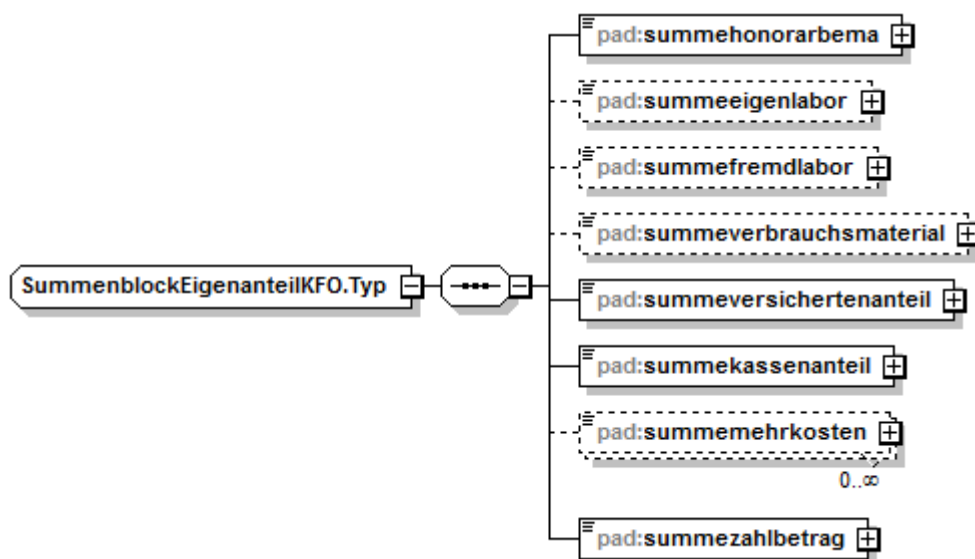 pad:summehonorarbema
pad:summeeigenlabor
pad:summefremdlabor
pad:summeverbrauchsmaterial
SummenblockEigenanteilKFO.Typ
pad:summeversichertenanteil
pad:summekassenanteil
pad:summemehrkosten
0..∞
pad:summezahlbetrag